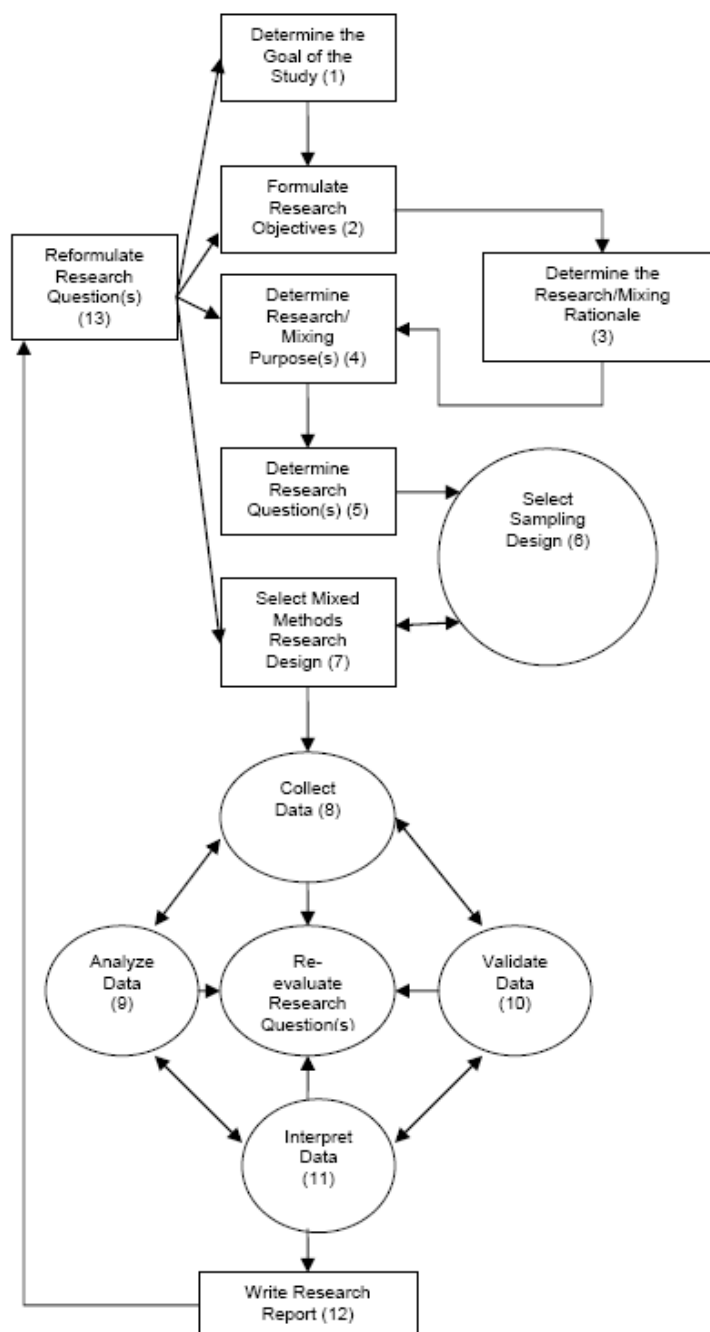 Determine the
Goal of the
Study (1)
Formulate
Research
Objectives (2)
Reformulate
Research
Question(s)
(13)
Determine the
Research/Mixing
Rationale
(3)
Determine
Research/
Mixing
Purpose(s) (4)
Determine
Research
Question(s) (5)
Select
Sampling
Design (6)
Select Mixed
Methods
Research
Design (7)
Collect
Data (8)
Analyze
Data
(9)
Re-
evaluate
Research
Question(s)
Validate
Data
(10)
Interpret
Data
(11)
Write Research
Report (12)